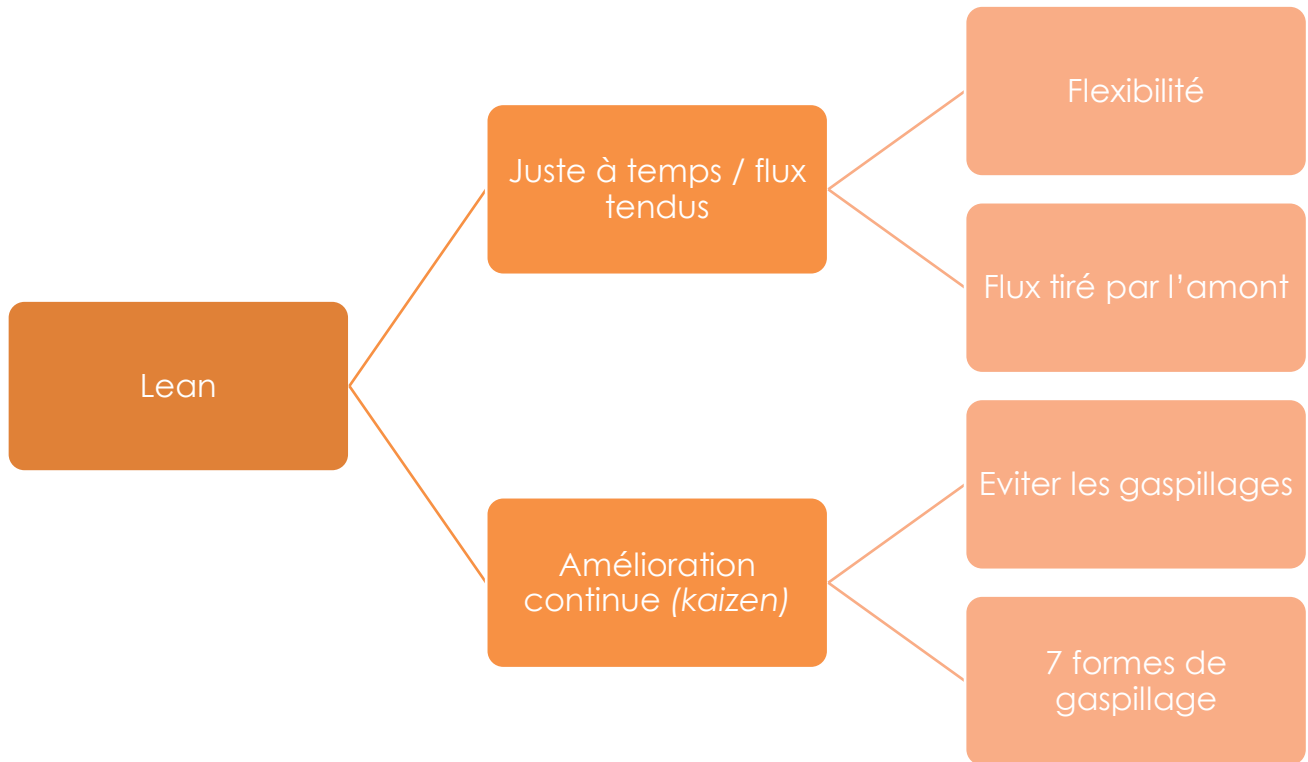 Lean
Juste à temps / flux
tendus
Flexibilité
Flux tiré par l’amont
Amélioration
continue (kaizen)
Eviter les gaspillages
7 formes de
gaspillage